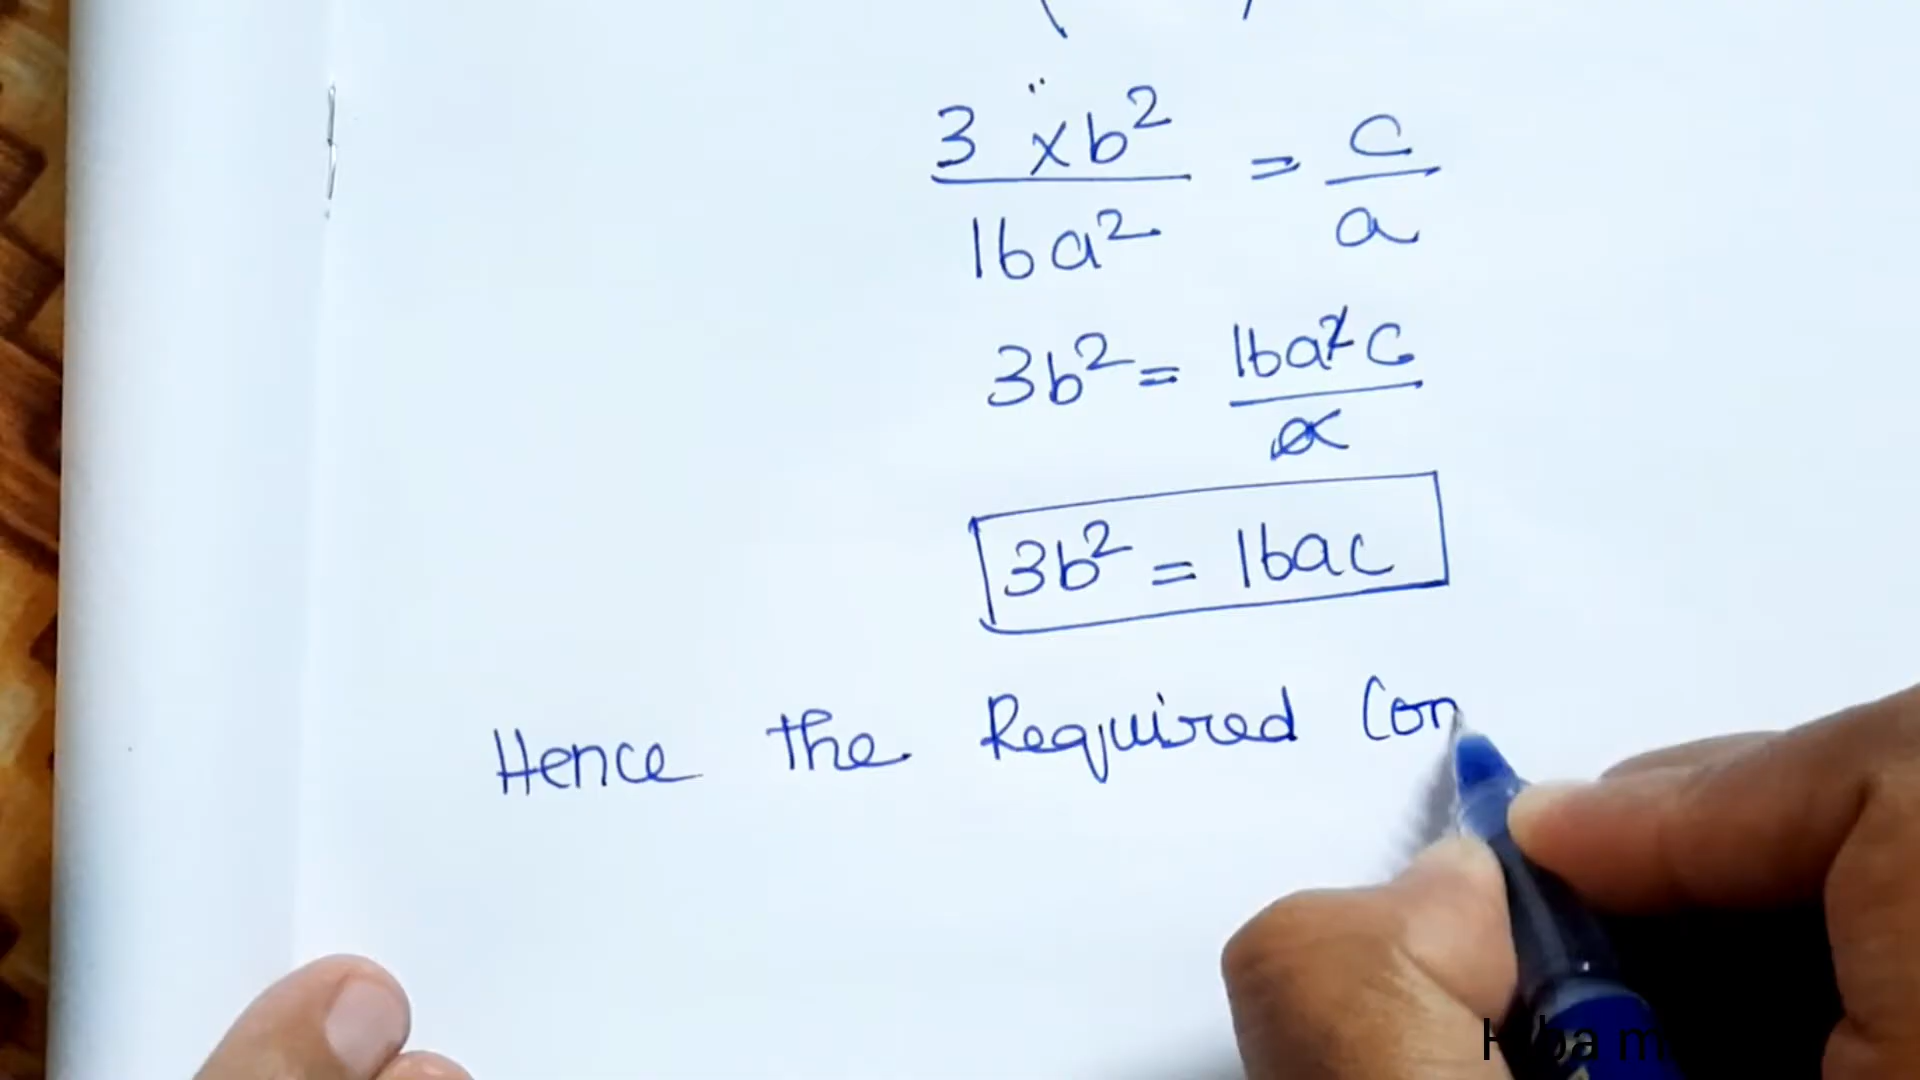 3 × b² / 16a² = c / a
3b² = 16a²c / a
3b² = 16ac
Hence the Required Con